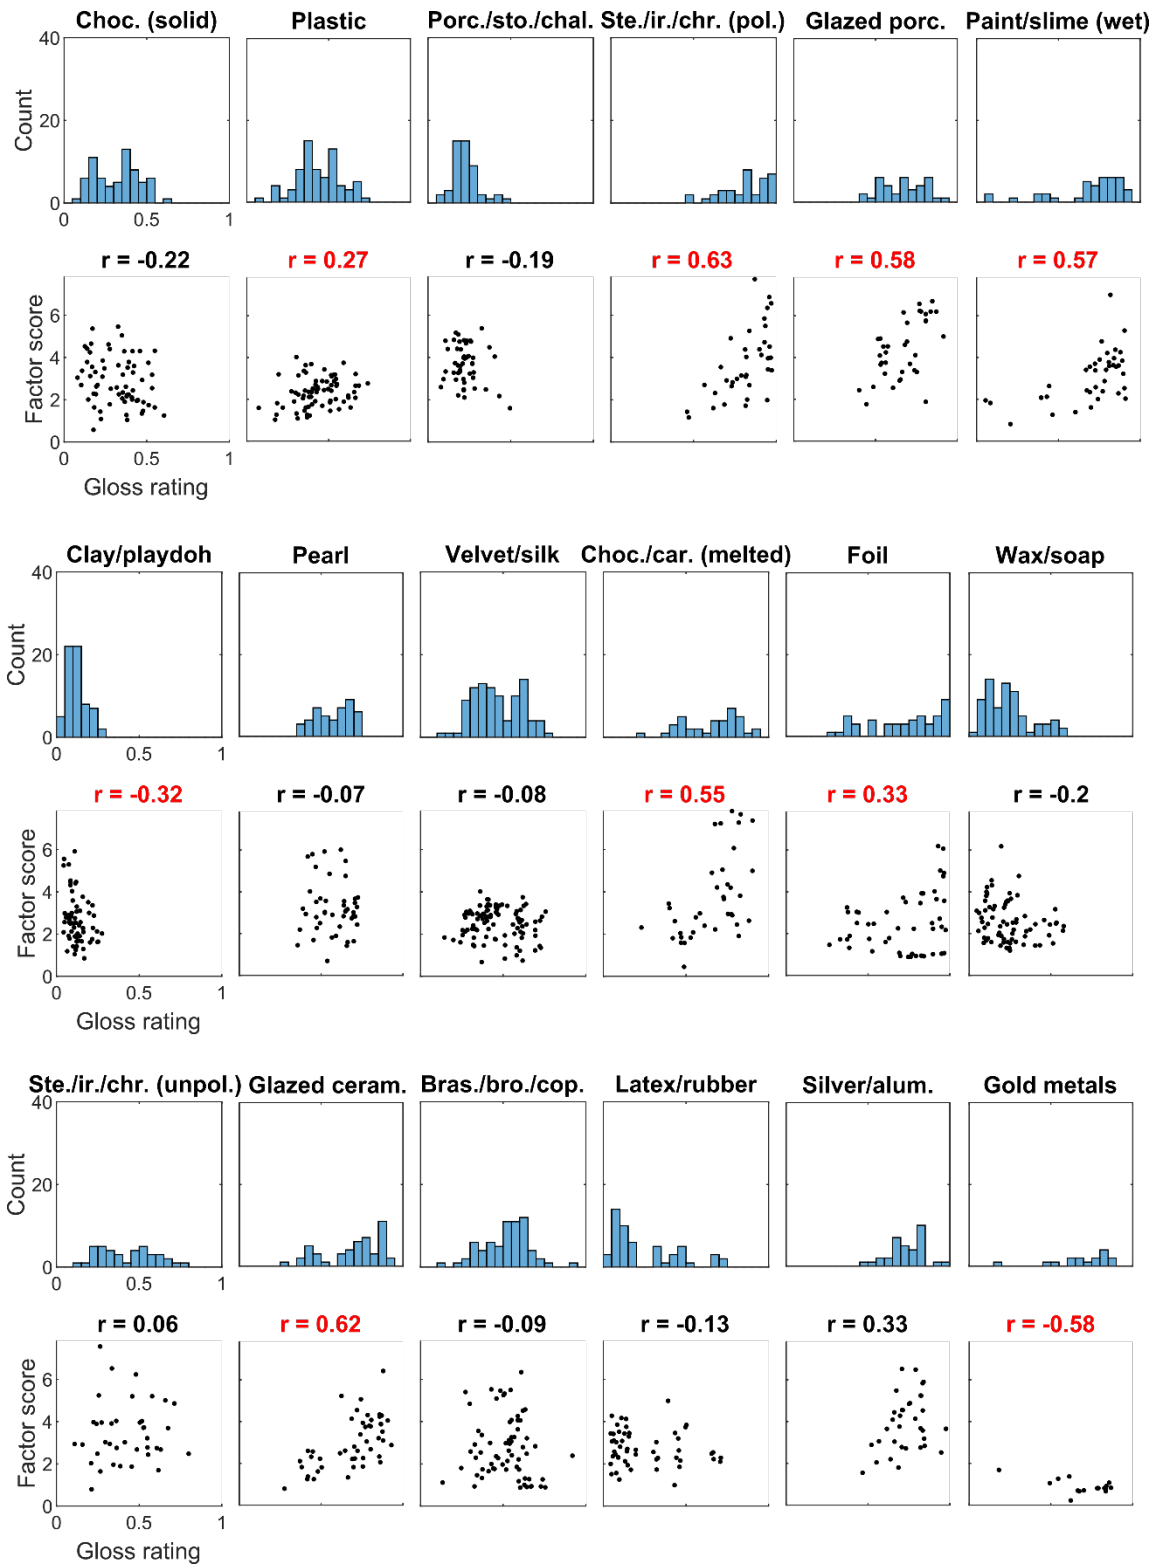 Choc. (solid) Plastic Porc./sto./chal. Ste./ir./chr. (pol.) Glazed porc. Paint/slime (wet)
40
20
0
Count
0 0.5 1
r = -0.22 r = 0.27 r = -0.19 r = 0.63 r = 0.58 r = 0.57
6
4
2
0
Factor score
0 0.5 1
Gloss rating
Clay/playdoh Pearl Velvet/silk Choc./car. (melted) Foil Wax/soap
40
20
0
Count
0 0.5 1
r = -0.32 r = -0.07 r = -0.08 r = 0.55 r = 0.33 r = -0.2
6
4
2
0
Factor score
0 0.5 1
Gloss rating
Ste./ir./chr. (unpol.) Glazed ceram. Bras./bro./cop. Latex/rubber Silver/alum. Gold metals
40
20
0
Count
0 0.5 1
r = 0.06 r = 0.62 r = -0.09 r = -0.13 r = 0.33 r = -0.58
6
4
2
0
Factor score
0 0.5 1
Gloss rating